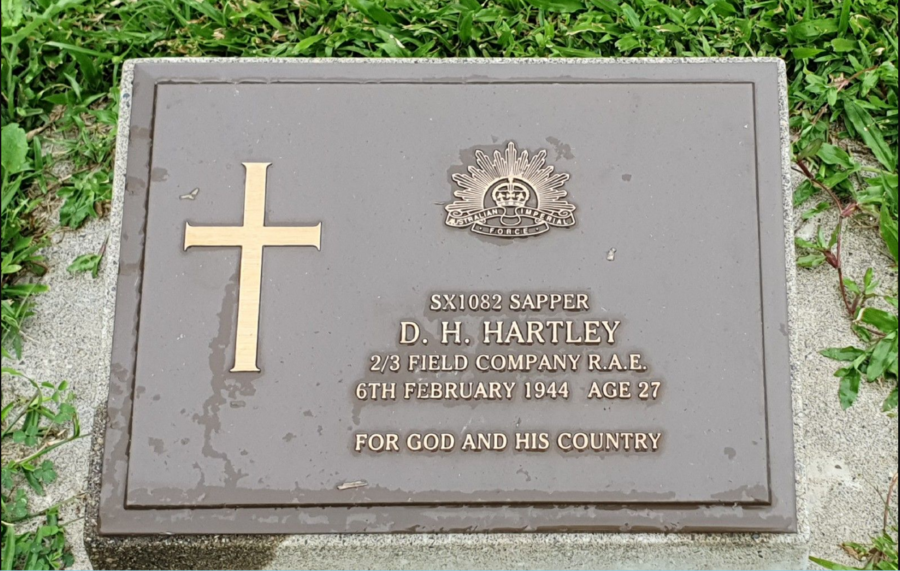 AUSTRALIAN IMPERIAL
FORCE
SX1082 SAPPER
D. H. HARTLEY
2/3 FIELD COMPANY R.A.E.
6TH FEBRUARY 1944 AGE 27
FOR GOD AND HIS COUNTRY